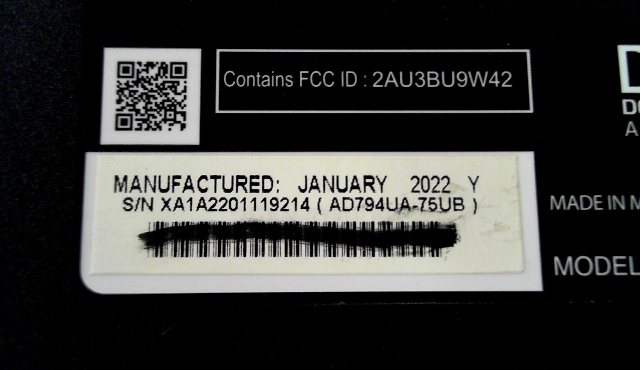 Contains FCC ID : 2AU3BU9W42
MANUFACTURED: JANUARY 2022 Y
S/N XA1A2201119214 ( AD794UA-75UB )
MADE IN
MODEL